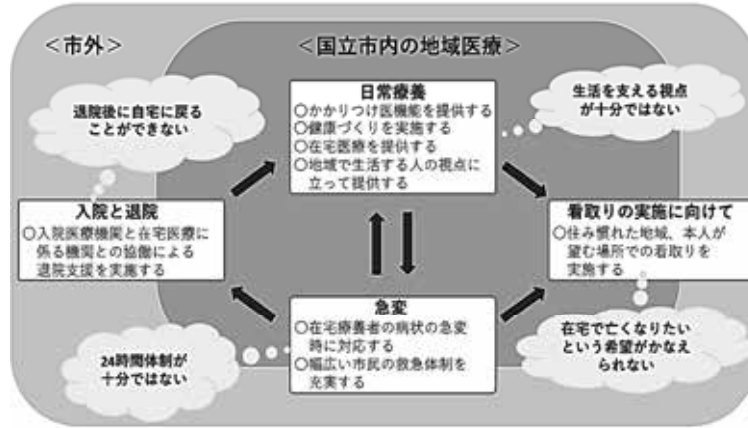 <市外>
<国立市内の地域医療>
退院後に自宅に戻る
ことができない
日常療養
○かかりつけ医機能を提供する
○健康づくりを実施する
○在宅医療を提供する
○地域で生活する人の視点に
立って提供する
生活を支える視点
が十分ではない
入院と退院
○入院医療機関と在宅医療に
係る機関との協働による
退院支援を実施する
看取りの実施に向けて
○住み慣れた地域、本人が
望む場所での看取りを
実施する
急変
○在宅療養者の病状の急変
時に対応する
○幅広い市民の救急体制を
充実する
24時間体制が
十分ではない
在宅で亡くなりたい
という希望がかなえ
られない